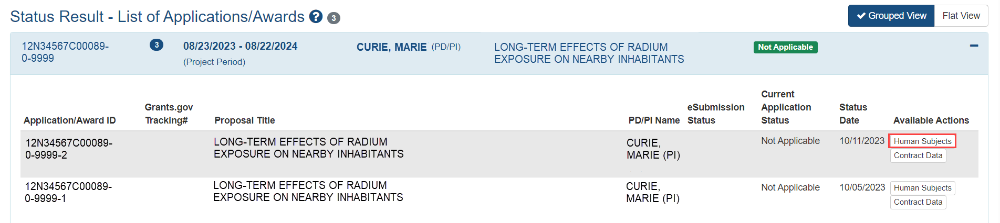 Status Result - List of Applications/Awards ? 3
Grouped View Flat View
12N34567C00089-
0-9999
3
08/23/2023 - 08/22/2024
(Project Period)
CURIE, MARIE (PD/PI)
LONG-TERM EFFECTS OF RADIUM
EXPOSURE ON NEARBY INHABITANTS
Not Applicable
Application/Award ID
Grants.gov
Tracking#
Proposal Title
PD/PI Name
eSubmission
Status
Current
Application
Status
Status
Date
Available Actions
12N34567C00089-
0-9999-2
LONG-TERM EFFECTS OF RADIUM
EXPOSURE ON NEARBY INHABITANTS
CURIE,
MARIE (PI)
Not Applicable
10/11/2023
Human Subjects
Contract Data
12N34567C00089-
0-9999-1
LONG-TERM EFFECTS OF RADIUM
EXPOSURE ON NEARBY INHABITANTS
CURIE,
MARIE (PI)
Not Applicable
10/05/2023
Human Subjects
Contract Data